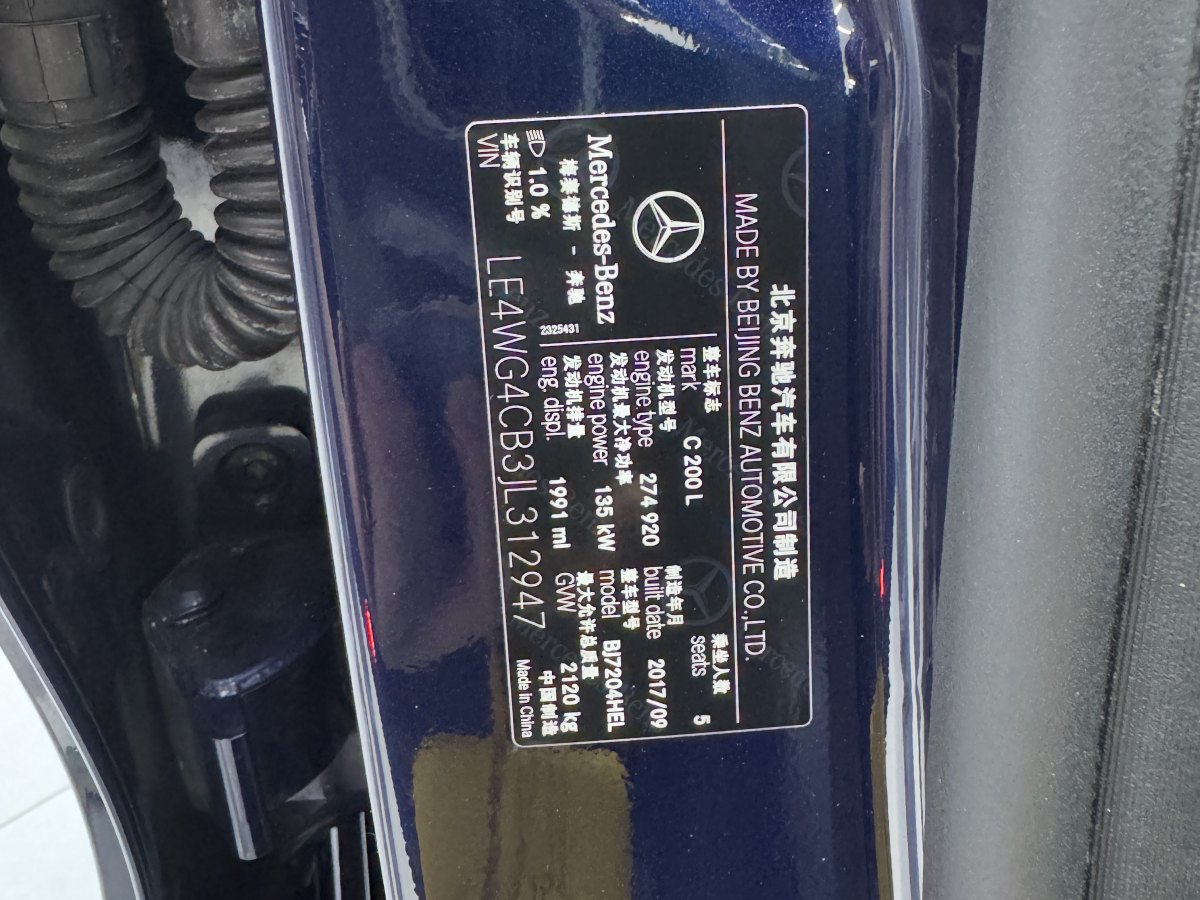 北京奔驰汽车有限公司制造
MADE BY BEIJING BENZ AUTOMOTIVE CO.,LTD.
Mercedes-Benz
梅赛德斯-奔驰
2325431
1.0 %
整车标志
mark C 200 L
乘坐人数
seats 5
发动机型号
engine type 274 920
制造年月
built date 2017/09
发动机最大净功率
engine power 135 kW
整车型号
model BJ7204HEL
发动机排量
eng. displ. 1991 ml
最大允许总质量
GVW 2120 kg
车辆识别号
VIN LE4WG4CB3JL312947
中国制造
Made in China